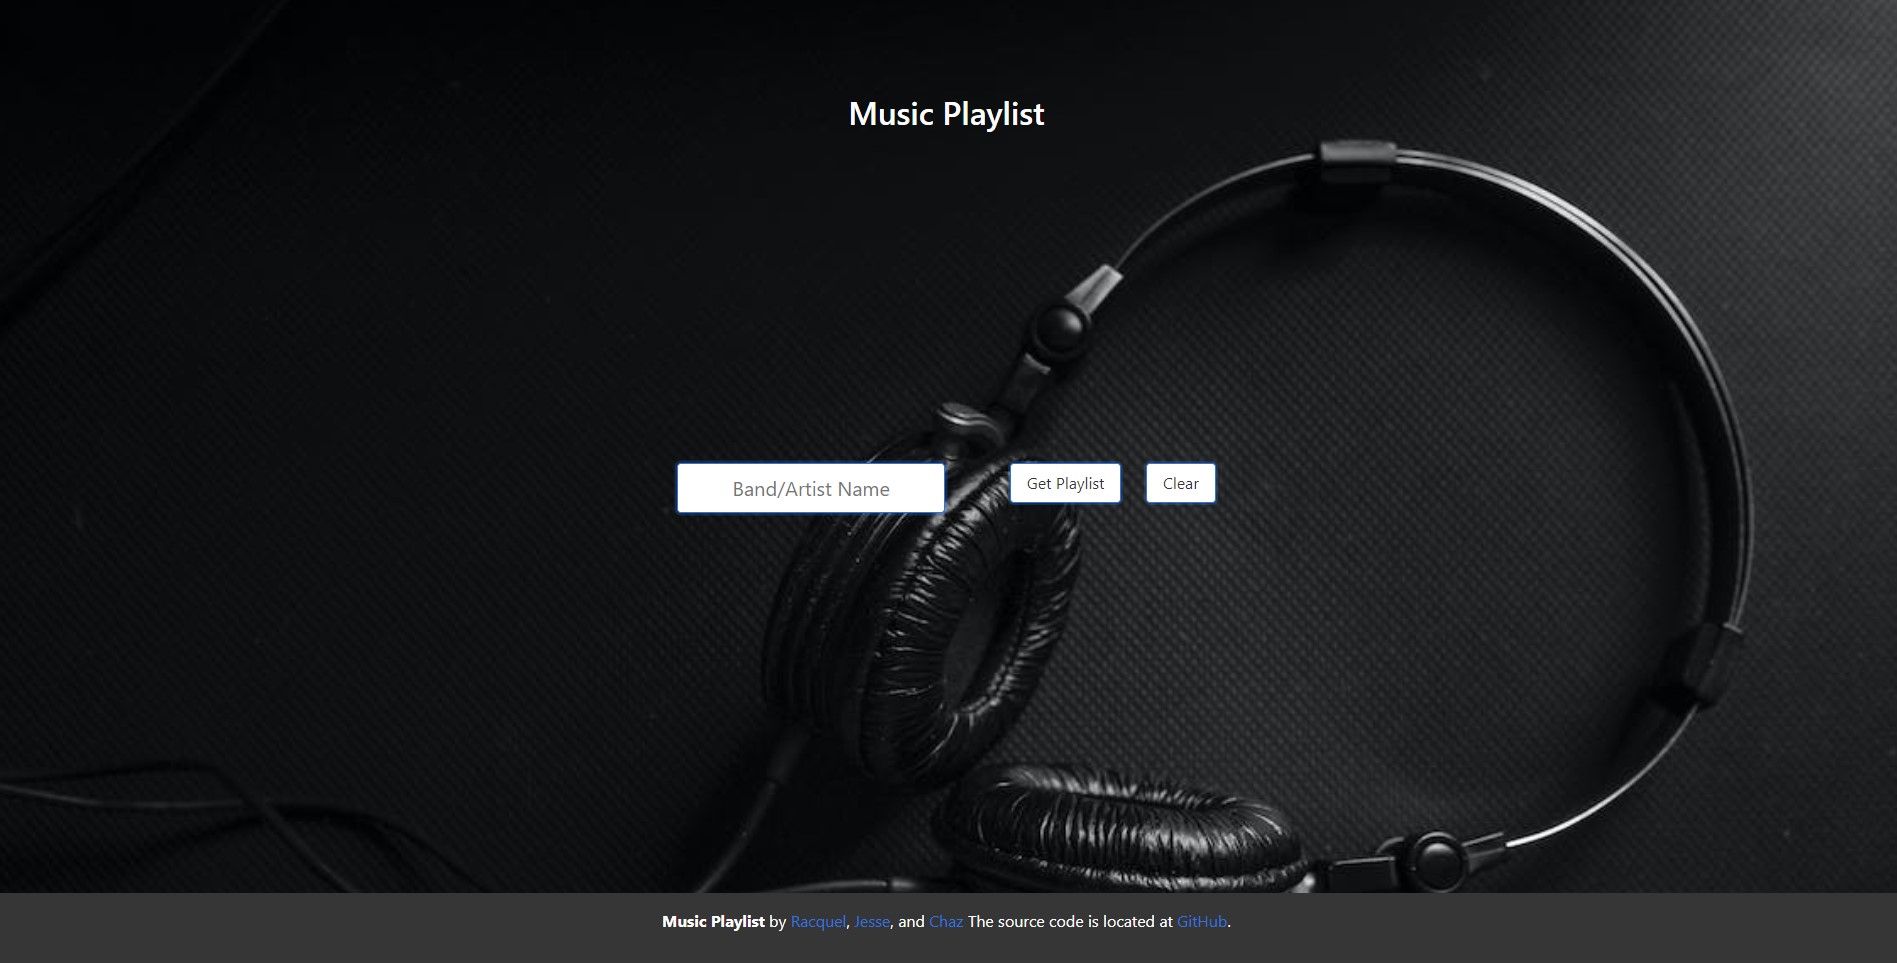 Music Playlist
Band/Artist Name
Get Playlist
Clear
Music Playlist by Racquel, Jesse, and Chaz The source code is located at GitHub.